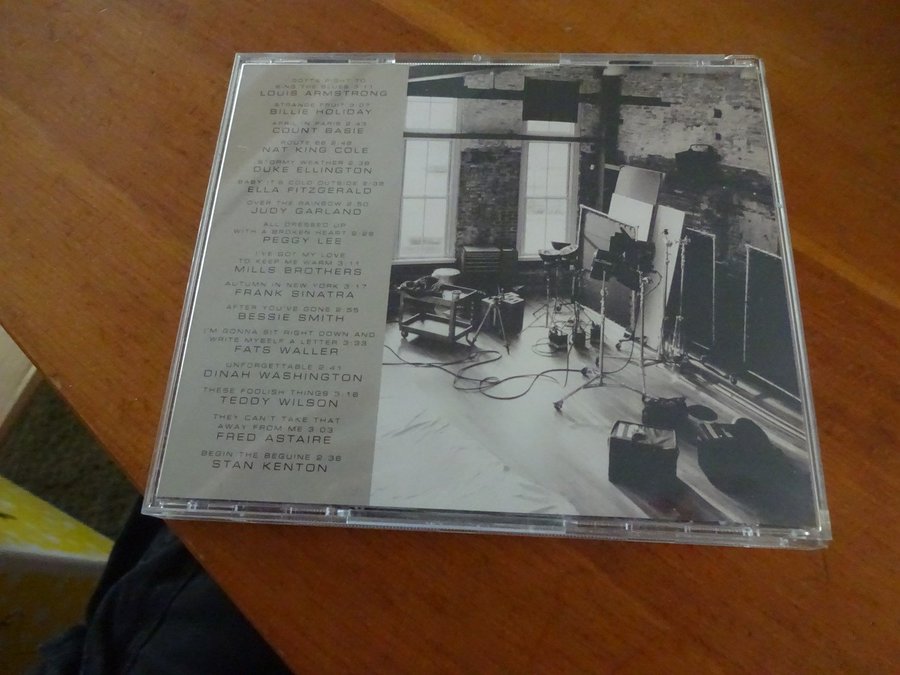 I GOTTA RIGHT TO
SING THE BLUES 3.11
LOUIS ARMSTRONG
STRANGE FRUIT 3.07
BILLIE HOLIDAY
APRIL IN PARIS 2.43
COUNT BASIE
ROUTE 66 2.48
NAT KING COLE
STORMY WEATHER 2.38
DUKE ELLINGTON
BABY IT'S COLD OUTSIDE 2.39
ELLA FITZGERALD
OVER THE RAINBOW 2.50
JUDY GARLAND
ALL DRESSED UP
WITH A BROKEN HEART 2.28
PEGGY LEE
I'VE GOT MY LOVE
TO KEEP ME WARM 3.11
MILLS BROTHERS
AUTUMN IN NEW YORK 3.17
FRANK SINATRA
AFTER YOU'VE GONE 2.55
BESSIE SMITH
I'M GONNA SIT RIGHT DOWN AND
WRITE MYSELF A LETTER 3.33
FATS WALLER
UNFORGETTABLE 2.41
DINAH WASHINGTON
THESE FOOLISH THINGS 3.16
TEDDY WILSON
THEY CAN'T TAKE THAT
AWAY FROM ME 3.03
FRED ASTAIRE
BEGIN THE BEGUINE 2.36
STAN KENTON